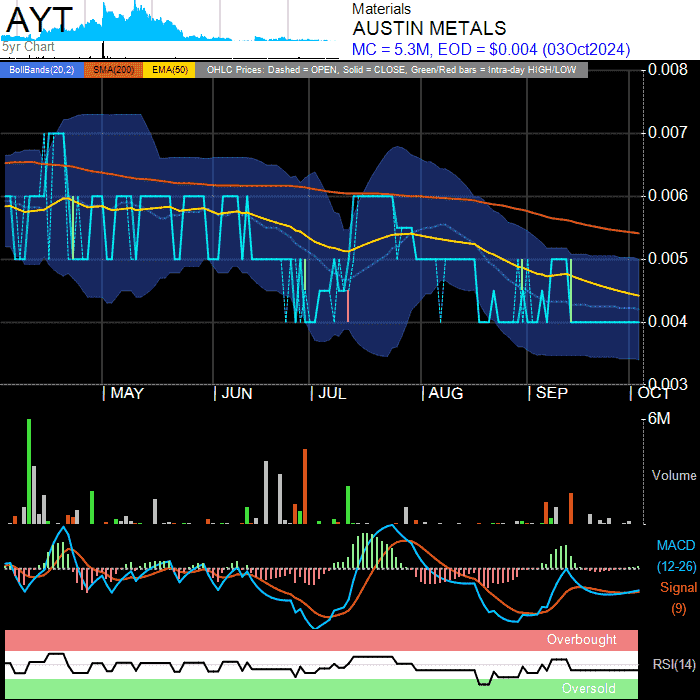 AYT
5yr Chart
Materials
AUSTIN METALS
MC = 5.3M, EOD = $0.004 (03Oct2024)
BollBands(20,2) SMA(200) EMA(50) OHLC Prices: Dashed = OPEN, Solid = CLOSE, Green/Red bars = Intra-day HIGH/LOW
0.008
0.007
0.006
0.005
0.004
0.003
| MAY | JUN | JUL | AUG | SEP | OCT
6M
Volume
MACD
(12-26)
Signal
(9)
Overbought
RSI(14)
Oversold